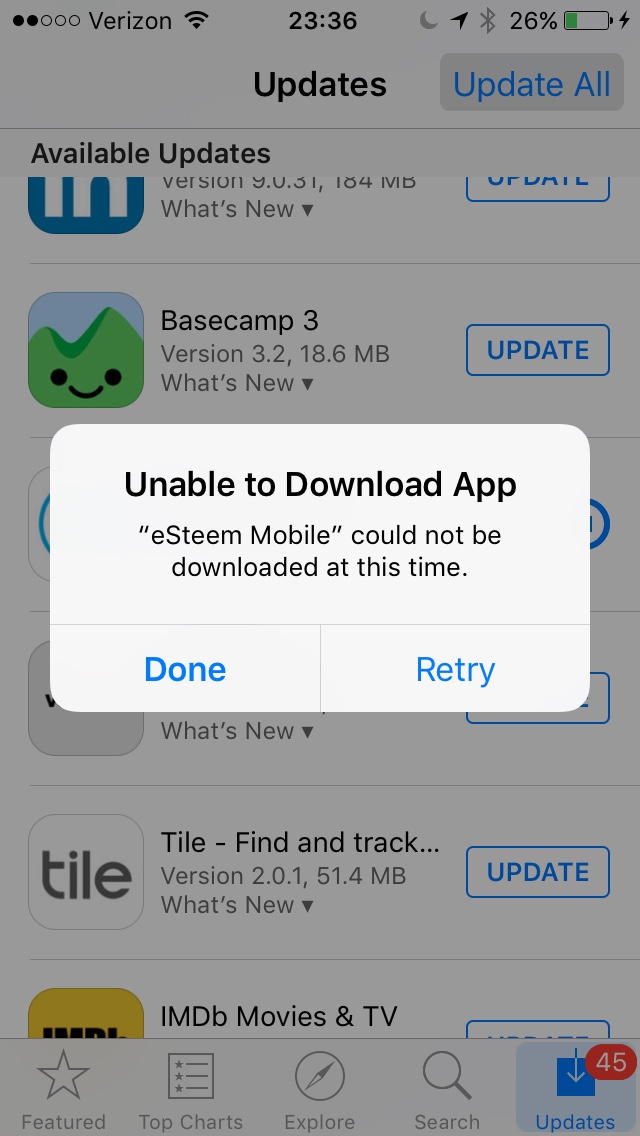 Verizon 23:36 26%
Updates Update All
Available Updates
in Version 9.0.31, 184 MB UPDATE
What's New ▾
Basecamp 3
Version 3.2, 18.6 MB UPDATE
What's New ▾
Unable to Download App
“eSteem Mobile” could not be
downloaded at this time.
Done Retry
What's New ▾
Tile - Find and track...
tile Version 2.0.1, 51.4 MB UPDATE
What's New ▾
IMDb Movies & TV
IMDb UPDATE
45
Featured Top Charts Explore Search Updates